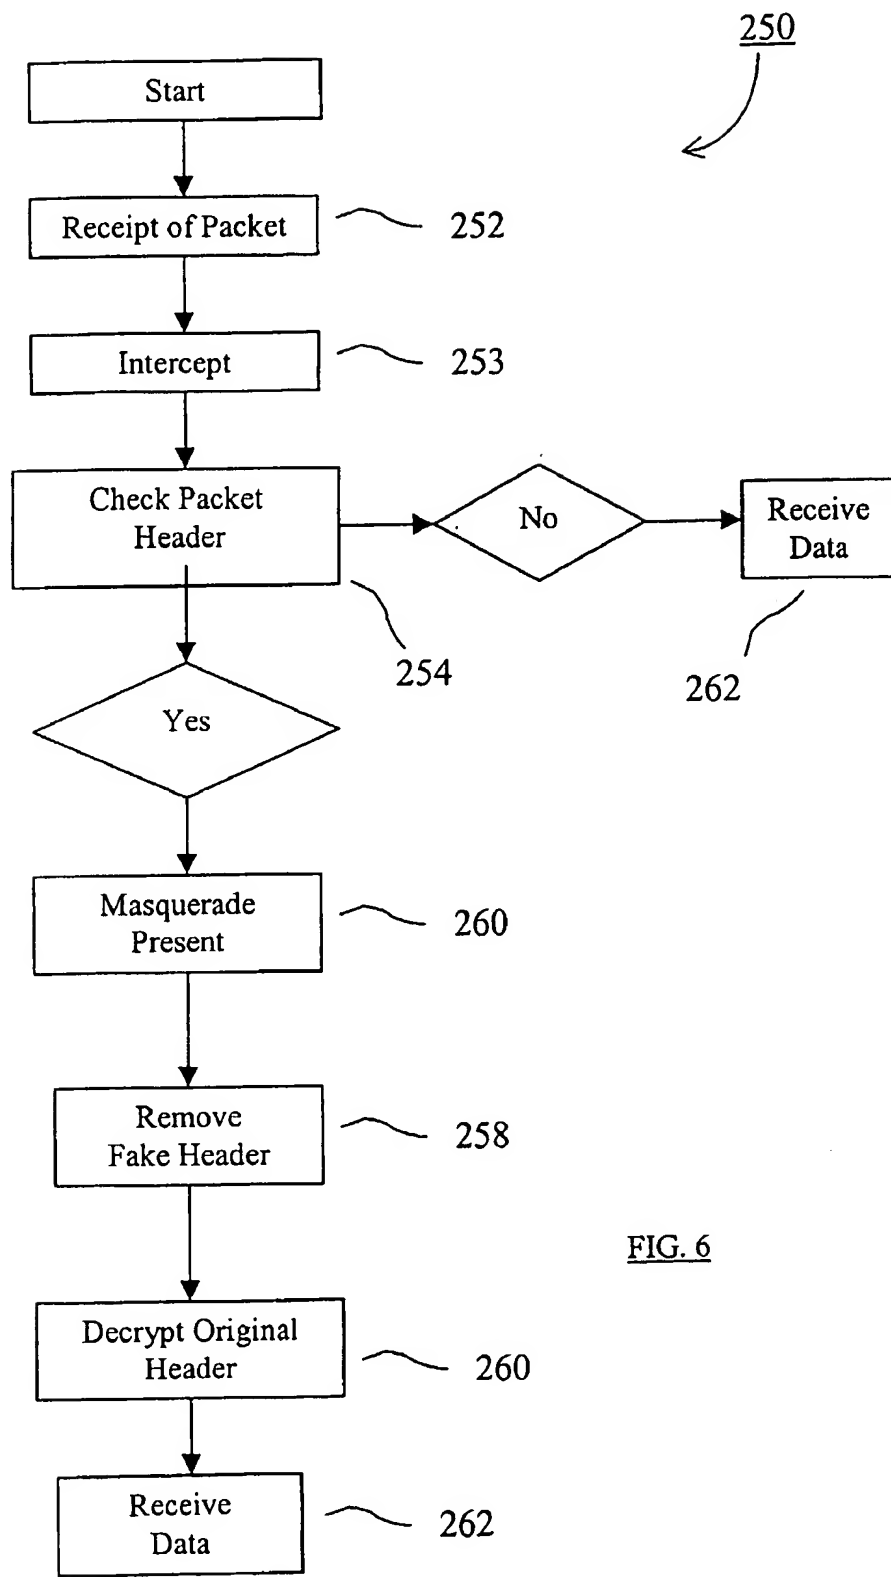 250
Start
Receipt of Packet
252
Intercept
253
Check Packet
Header
254
No
Receive
Data
262
Yes
Masquerade
Present
260
Remove
Fake Header
258
FIG. 6
Decrypt Original
Header
260
Receive
Data
262